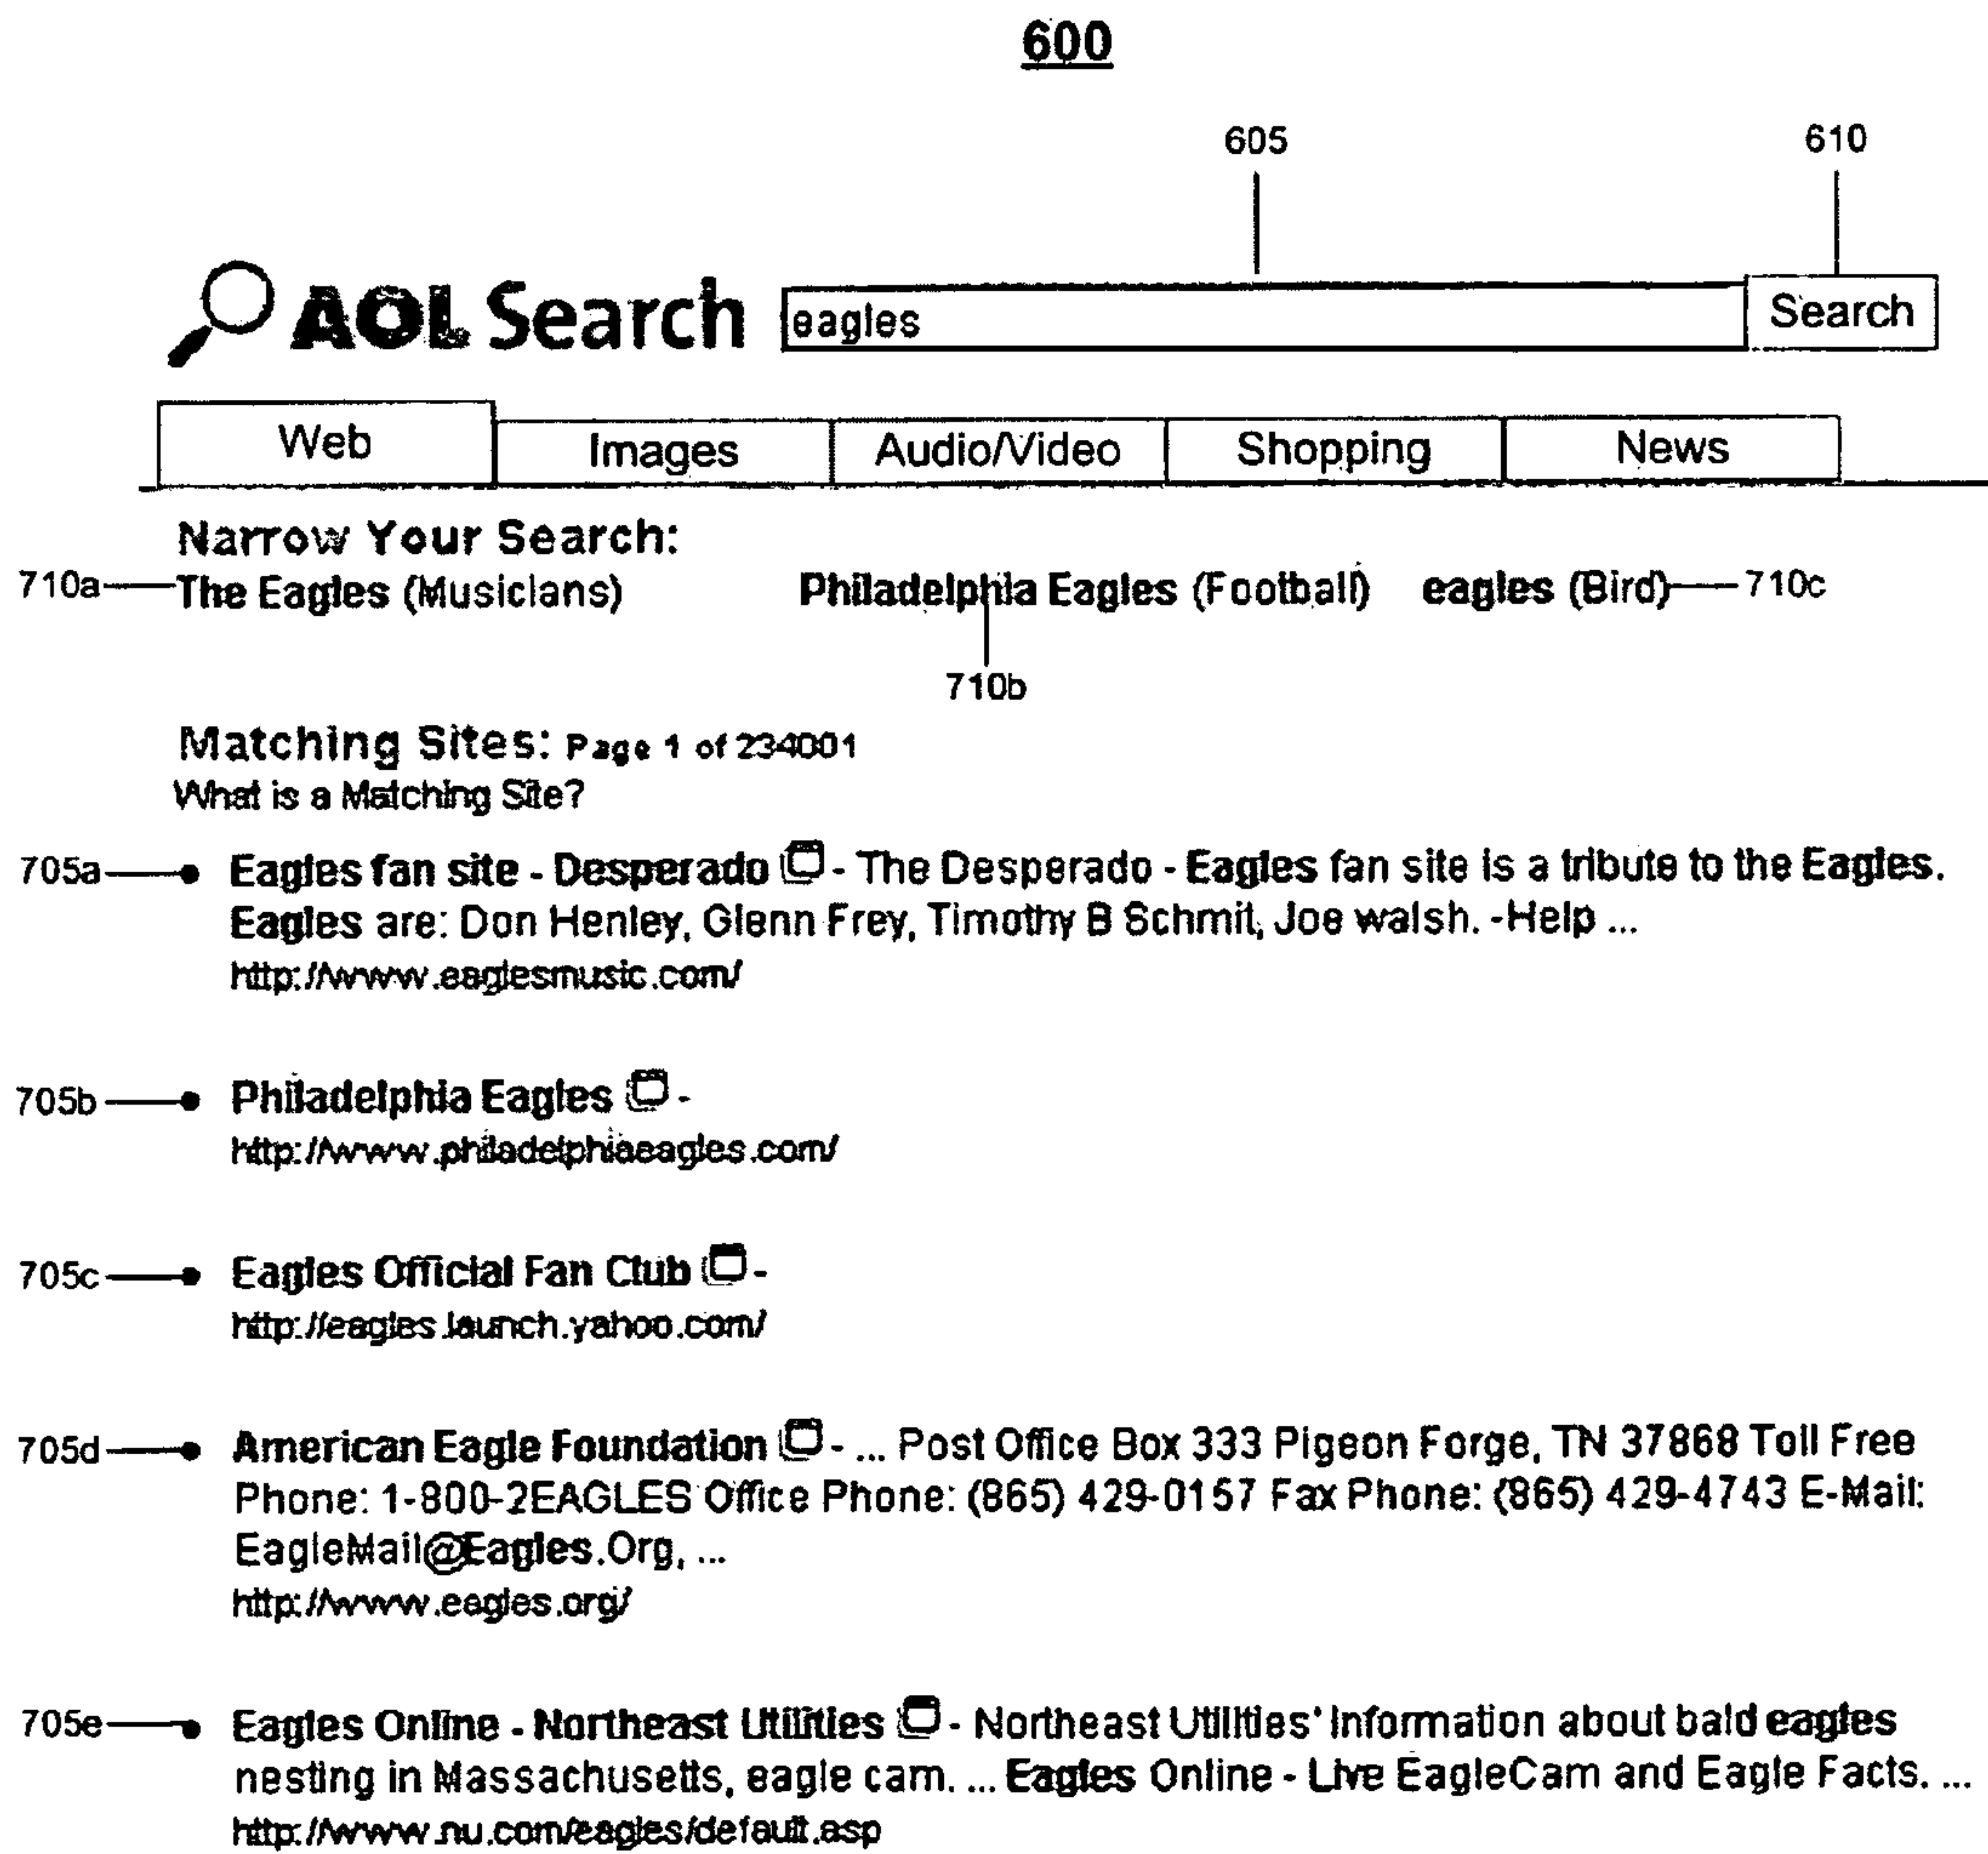 600
605 610
AOL Search eagles Search
Web Images Audio/Video Shopping News
Narrow Your Search:
710a The Eagles (Musicians) Philadelphia Eagles (Football) eagles (Bird) 710c
710b
Matching Sites: Page 1 of 234001
What is a Matching Site?
705a Eagles fan site - Desperado - The Desperado - Eagles fan site is a tribute to the Eagles.
Eagles are: Don Henley, Glenn Frey, Timothy B Schmit, Joe walsh. -Help ...
http://www.eaglesmusic.com/
705b Philadelphia Eagles -
http://www.philadelphiaeagles.com/
705c Eagles Official Fan Club -
http://eagles.launch.yahoo.com/
705d American Eagle Foundation - ... Post Office Box 333 Pigeon Forge, TN 37868 Toll Free
Phone: 1-800-2EAGLES Office Phone: (865) 429-0157 Fax Phone: (865) 429-4743 E-Mail:
EagleMail@Eagles.Org, ...
http://www.eagles.org/
705e Eagles Online - Northeast Utilities - Northeast Utilities' Information about bald eagles
nesting in Massachusetts, eagle cam. ... Eagles Online - Live EagleCam and Eagle Facts. ...
http://www.nu.com/eagles/default.asp